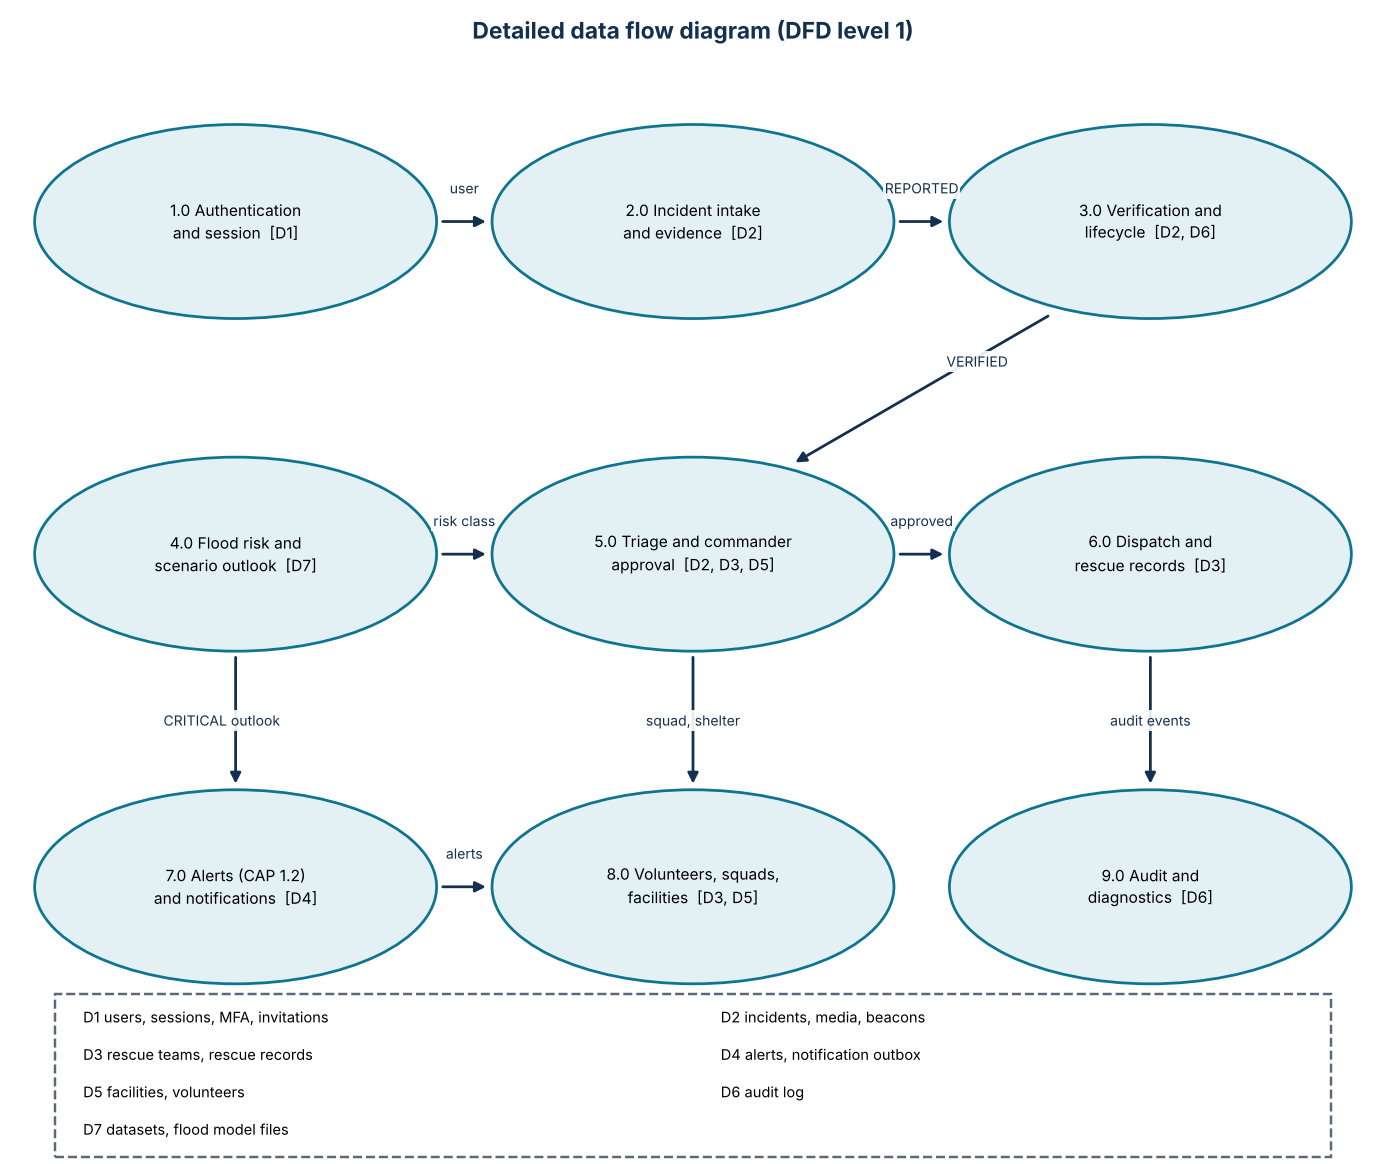 Detailed data flow diagram (DFD level 1)
1.0 Authentication
and session  [D1]
user
2.0 Incident intake
and evidence  [D2]
REPORTED
3.0 Verification and
lifecycle  [D2, D6]
VERIFIED
4.0 Flood risk and
scenario outlook  [D7]
risk class
5.0 Triage and commander
approval  [D2, D3, D5]
approved
6.0 Dispatch and
rescue records  [D3]
CRITICAL outlook
squad, shelter
audit events
7.0 Alerts (CAP 1.2)
and notifications  [D4]
alerts
8.0 Volunteers, squads,
facilities  [D3, D5]
9.0 Audit and
diagnostics  [D6]
D1 users, sessions, MFA, invitations
D2 incidents, media, beacons
D3 rescue teams, rescue records
D4 alerts, notification outbox
D5 facilities, volunteers
D6 audit log
D7 datasets, flood model files